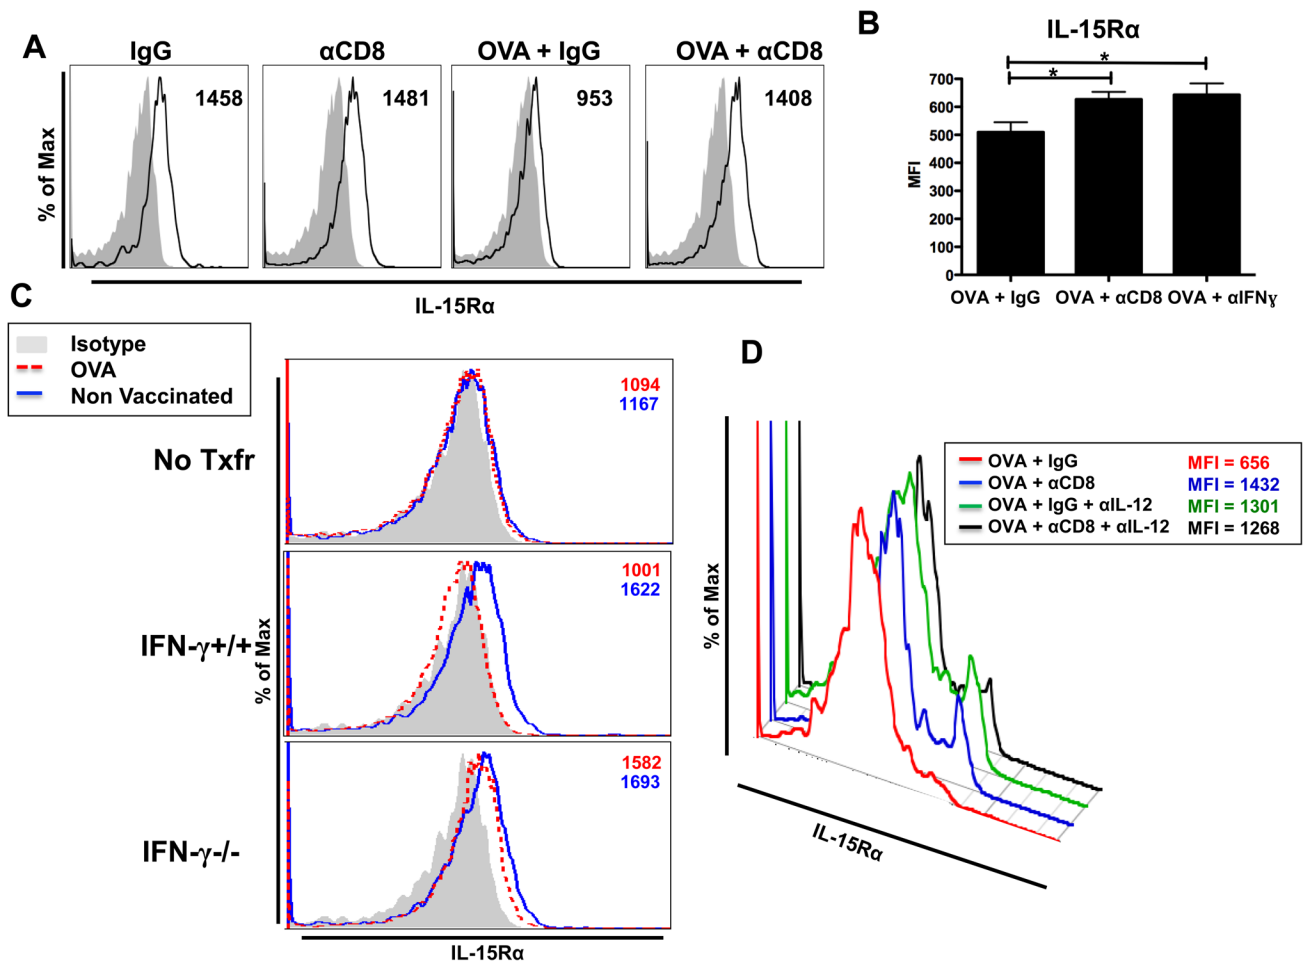 A
IgG
αCD8
OVA + IgG
OVA + αCD8
1458
1481
953
1408
% of Max
IL-15Rα
B
IL-15Rα
*
*
700
600
500
400
300
200
100
0
MFI
OVA + IgG
OVA + αCD8
OVA + αIFNɣ
C
Isotype
OVA
Non Vaccinated
No Txfr
1094
1167
IFN-γ+/+
1001
1622
% of Max
IFN-γ-/-
1582
1693
IL-15Rα
D
OVA + IgG MFI = 656
OVA + αCD8 MFI = 1432
OVA + IgG + αIL-12 MFI = 1301
OVA + αCD8 + αIL-12 MFI = 1268
% of Max
IL-15Rα